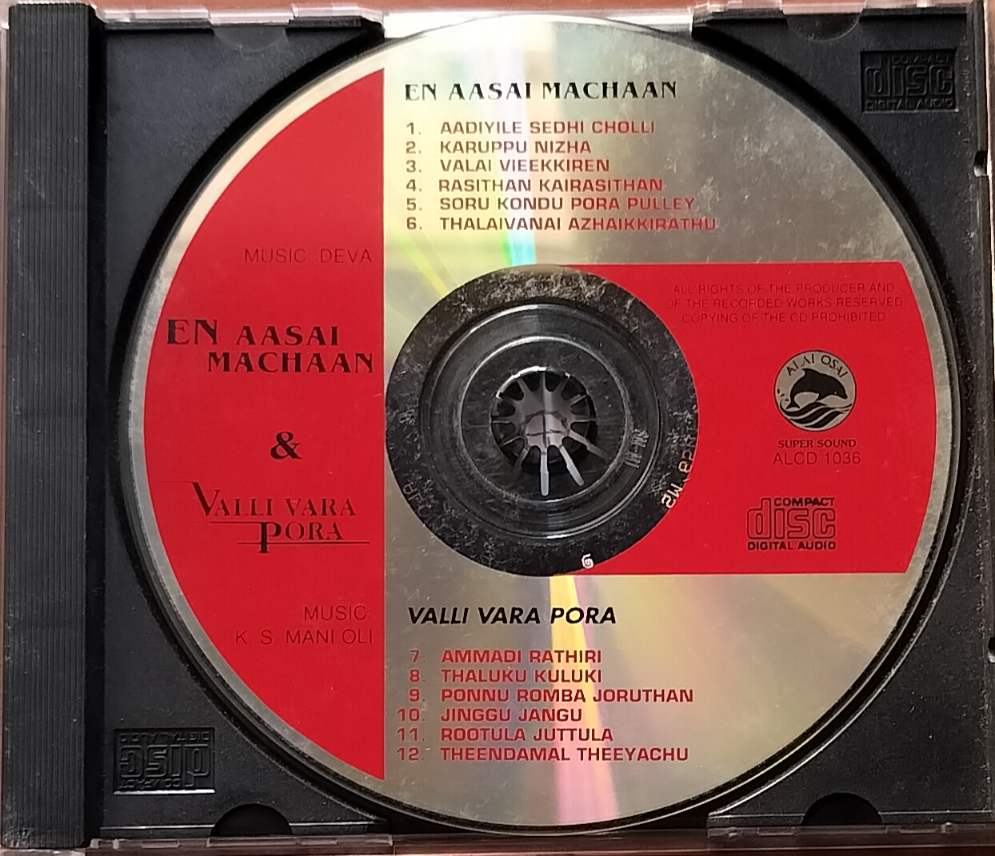 EN AASAI MACHAAN
1. AADIYILE SEDHI CHOLLI
2. KARUPPU NIZHA
3. VALAI VIEEKKIREN
4. RASITHAN KAIRASITHAN
5. SORU KONDU PORA PULLEY
6. THALAIVANAI AZHAIKKIRATHU
MUSIC: DEVA
EN AASAI
MACHAAN
&
VALLI VARA
PORA
MUSIC:
K. S. MANI OLI
ALL RIGHTS OF THE PRODUCER AND
OF THE RECORDED WORKS RESERVED
COPYING OF THE CD PROHIBITED
ALAI OSAI
SUPER SOUND
ALCD 1036
COMPACT
disc
DIGITAL AUDIO
VALLI VARA PORA
7. AMMADI RATHIRI
8. THALUKU KULUKI
9. PONNU ROMBA JORUTHAN
10. JINGGU JANGU
11. ROOTULA JUTTULA
12. THEENDAMAL THEEYACHU
COMPACT
disc
DIGITAL AUDIO
COMPACT
disc
DIGITAL AUDIO